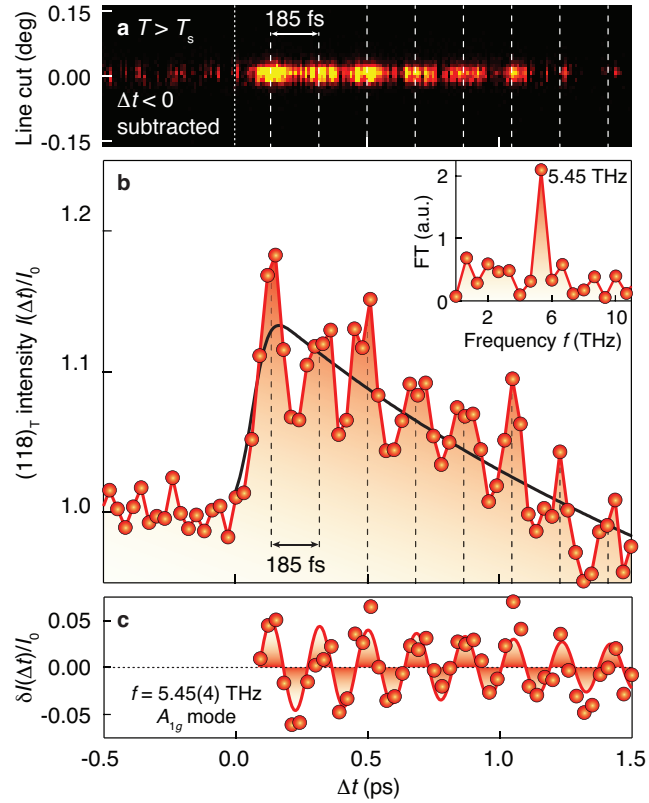 a T > Tₛ
185 fs
Δt < 0
subtracted
Line cut (deg)
0.15
0.00
-0.15
b
5.45 THz
FT (a.u.)
2
1
0
2 6 10
Frequency f (THz)
(118)_T intensity I(Δt)/I₀
1.2
1.1
1.0
185 fs
c
δI(Δt)/I₀
0.05
0.00
-0.05
f = 5.45(4) THz
A₁g mode
-0.5 0.0 0.5 1.0 1.5
Δt (ps)